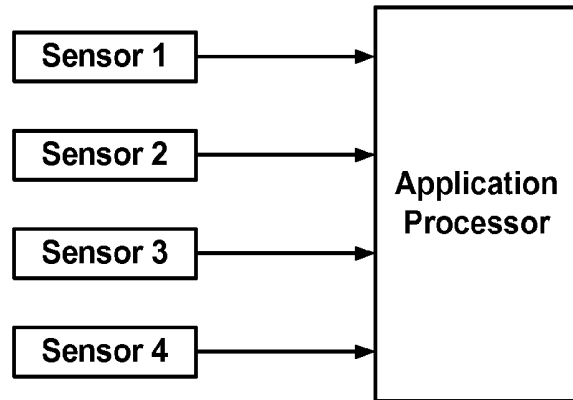 Sensor 1
Sensor 2
Application
Processor
Sensor 3
Sensor 4